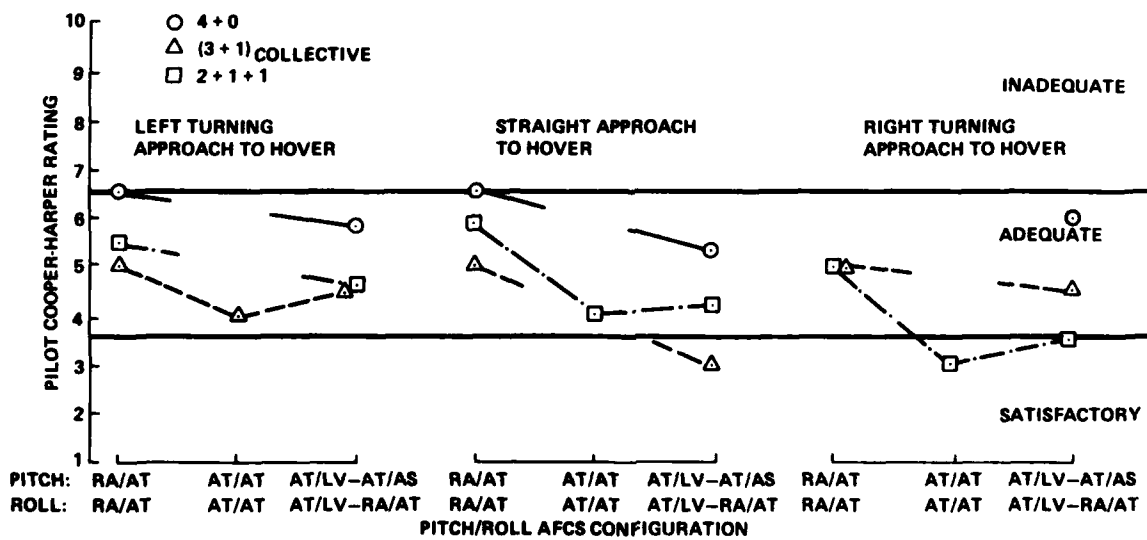 10
9
8
7
6
5
4
3
2
1
PILOT COOPER-HARPER RATING
4 + 0
(3 + 1) COLLECTIVE
2 + 1 + 1
INADEQUATE
LEFT TURNING
APPROACH TO HOVER
STRAIGHT APPROACH
TO HOVER
RIGHT TURNING
APPROACH TO HOVER
ADEQUATE
SATISFACTORY
PITCH: RA/AT AT/AT AT/LV–AT/AS RA/AT AT/AT AT/LV–AT/AS RA/AT AT/AT AT/LV–AT/AS
ROLL: RA/AT AT/AT AT/LV–RA/AT RA/AT AT/AT AT/LV–RA/AT RA/AT AT/AT AT/LV–RA/AT
PITCH/ROLL AFCS CONFIGURATION